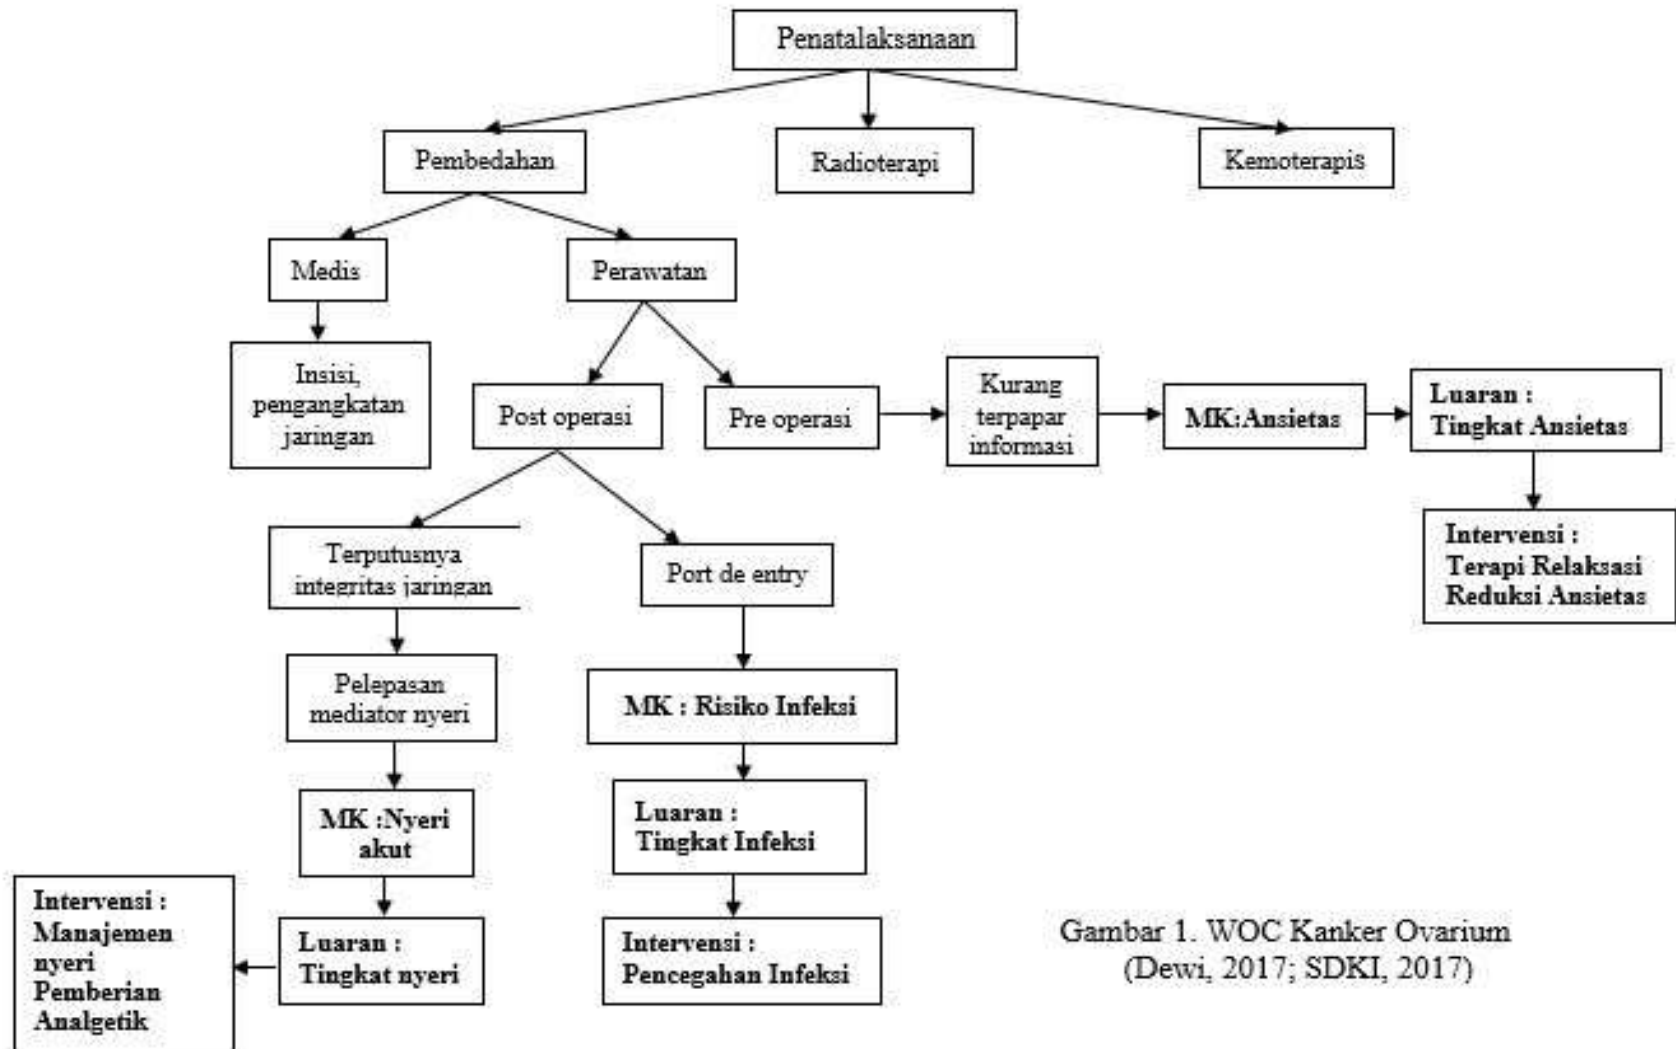 Penatalaksanaan
Pembedahan
Radioterapi
Kemoterapis
Medis
Perawatan
Insisi,
pengangkatan
jaringan
Post operasi
Pre operasi
Kurang
terpapar
informasi
MK:Ansietas
Luaran :
Tingkat Ansietas
Intervensi :
Terapi Relaksasi
Reduksi Ansietas
Terputusnya
integritas jaringan
Port de entry
Pelepasan
mediator nyeri
MK : Risiko Infeksi
MK :Nyeri
akut
Luaran :
Tingkat Infeksi
Intervensi :
Manajemen
nyeri
Pemberian
Analgetik
Luaran :
Tingkat nyeri
Intervensi :
Pencegahan Infeksi
Gambar 1. WOC Kanker Ovarium
(Dewi, 2017; SDKI, 2017)